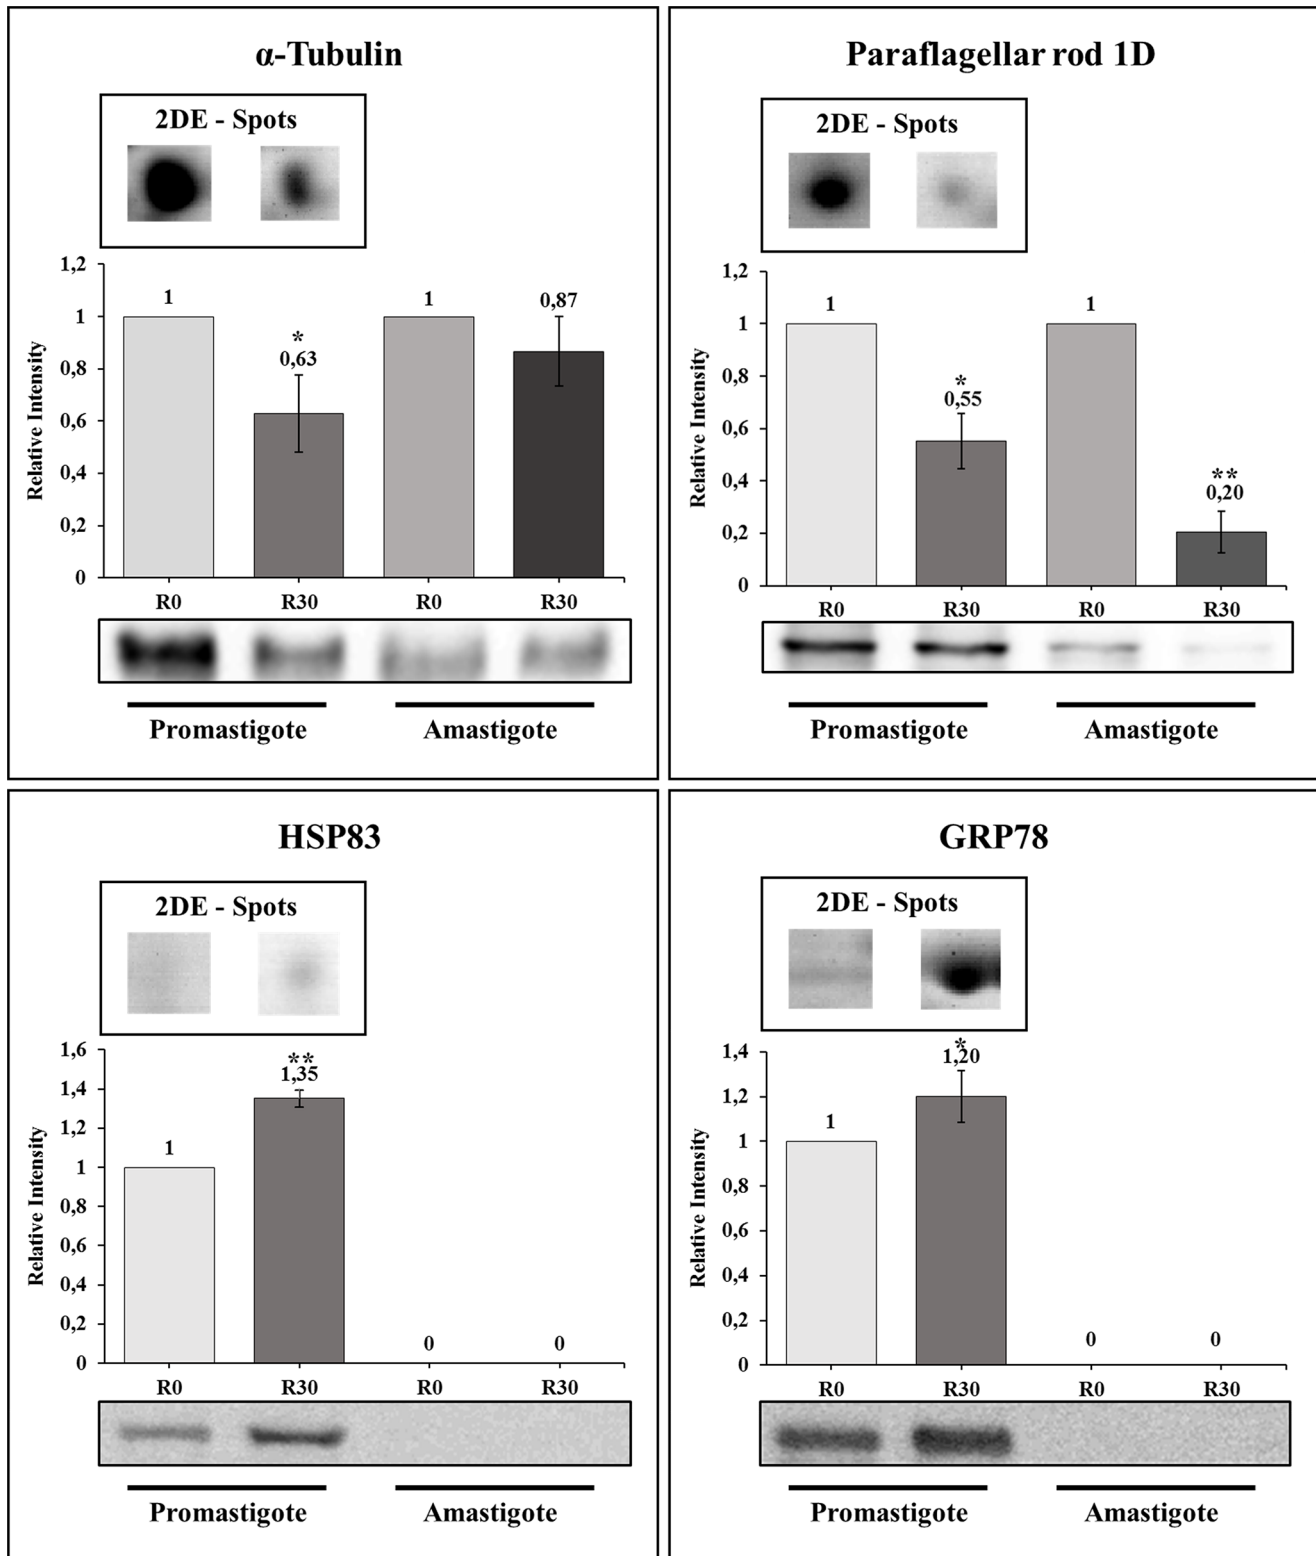 α-Tubulin
2DE - Spots
1,2
1
0,8
0,6
0,4
0,2
0
Relative Intensity
1
*
0,63
1
0,87
R0 R30 R0 R30
Promastigote Amastigote
Paraflagellar rod 1D
2DE - Spots
1,2
1
0,8
0,6
0,4
0,2
0
Relative Intensity
1
*
0,55
1
**
0,20
R0 R30 R0 R30
Promastigote Amastigote
HSP83
2DE - Spots
1,6
1,4
1,2
1
0,8
0,6
0,4
0,2
0
Relative Intensity
1
**
1,35
0
0
R0 R30 R0 R30
Promastigote Amastigote
GRP78
2DE - Spots
1,4
1,2
1
0,8
0,6
0,4
0,2
0
Relative Intensity
1
*
1,20
0
0
R0 R30 R0 R30
Promastigote Amastigote